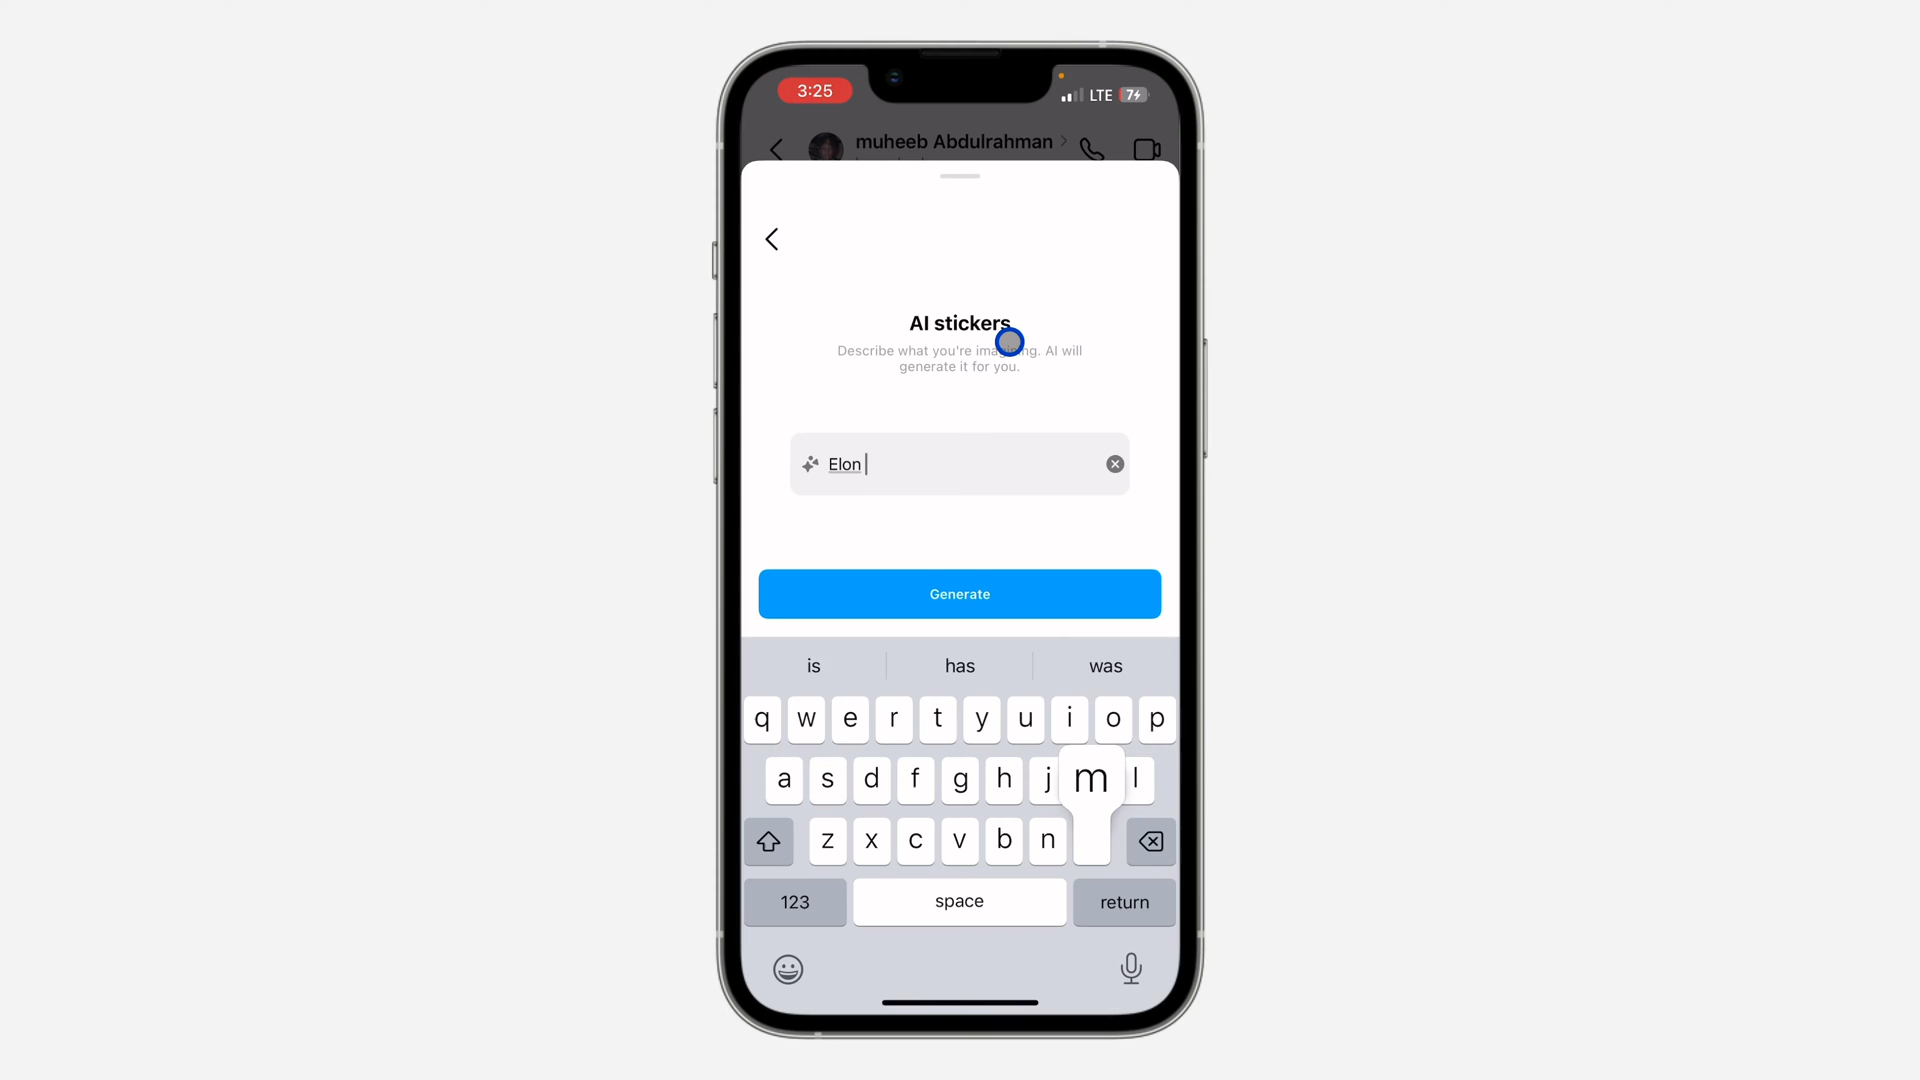 3:25
LTE 7
muheeb Abdulrahman
AI stickers
Describe what you're imagining. AI will
generate it for you.
Elon
Generate
is has was
q w e r t y u i o p
a s d f g h j m l
z x c v b n
123 space return